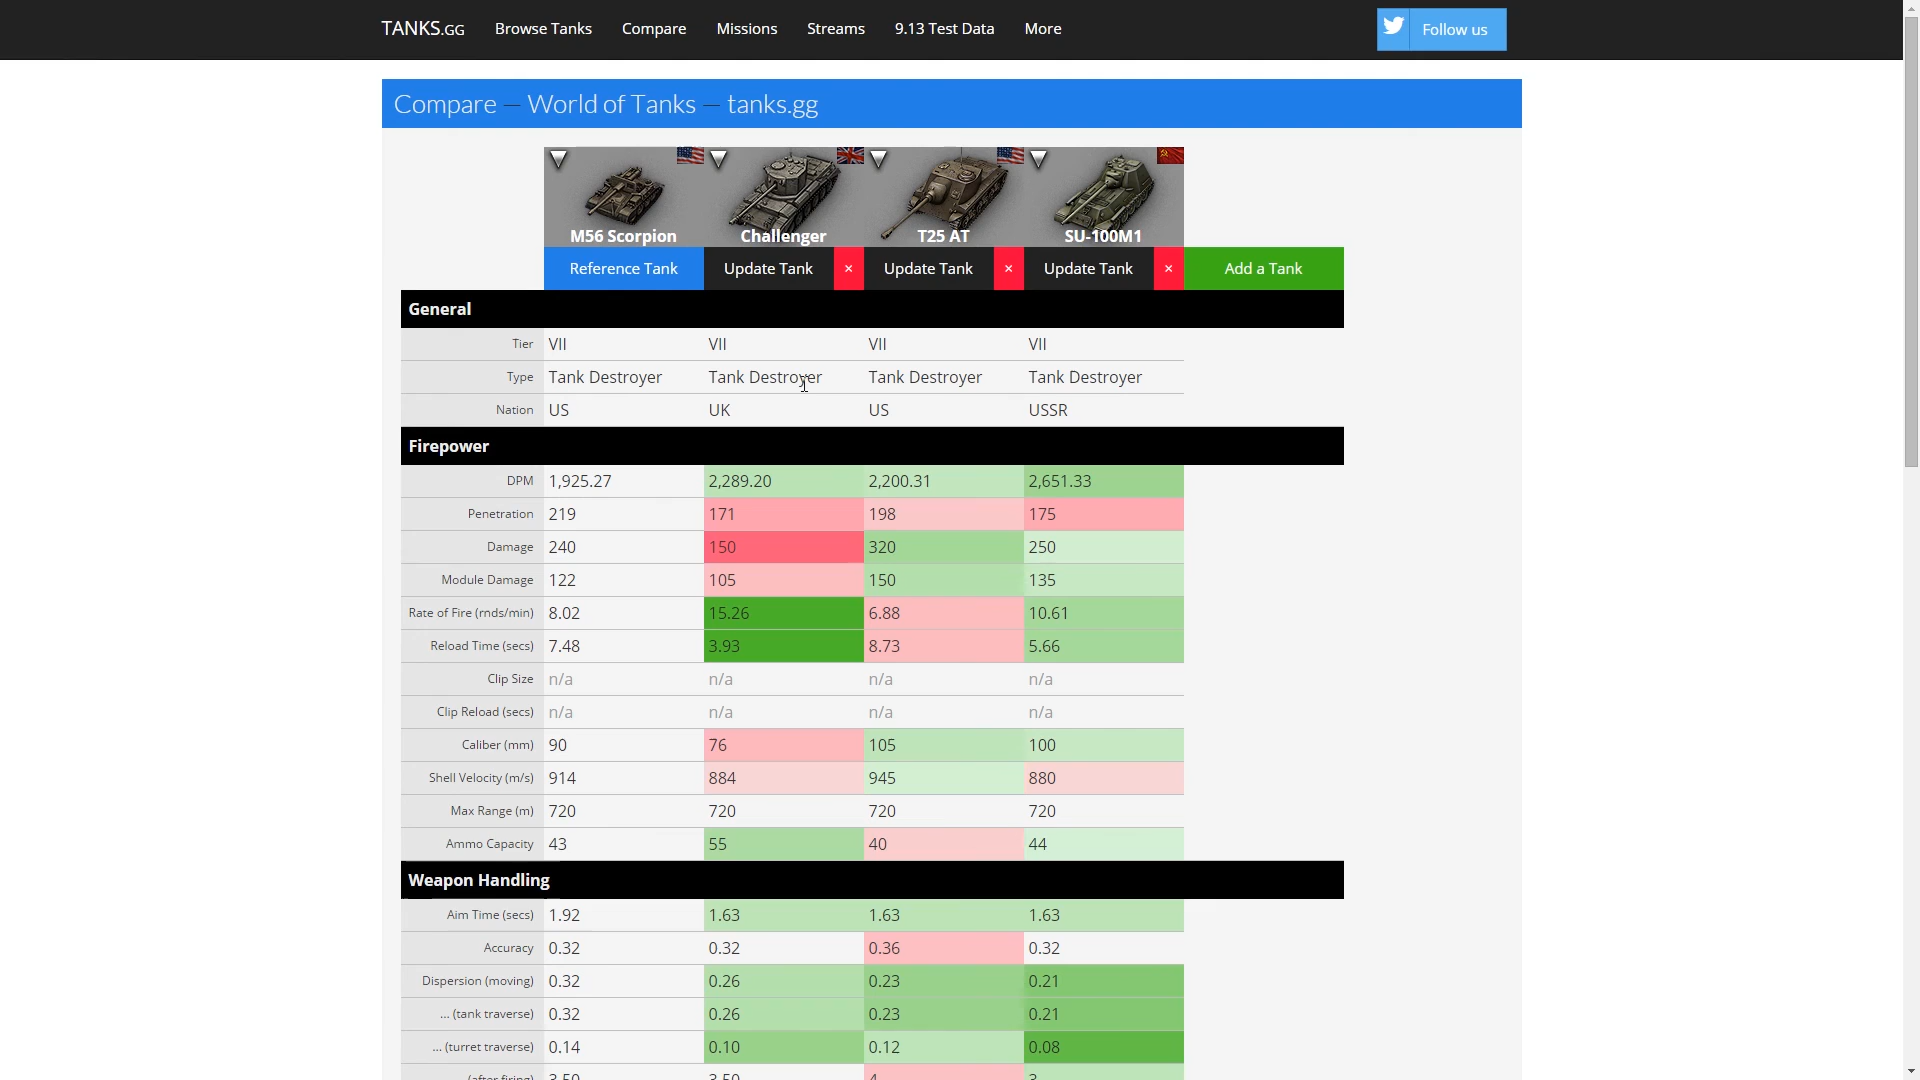 TANKS.GG Browse Tanks Compare Missions Streams 9.13 Test Data More Follow us
Compare — World of Tanks — tanks.gg
M56 Scorpion Challenger T25 AT SU-100M1
Reference Tank Update Tank × Update Tank × Update Tank × Add a Tank
General
Tier VII VII VII VII
Type Tank Destroyer Tank Destroyer Tank Destroyer Tank Destroyer
Nation US UK US USSR
Firepower
DPM 1,925.27 2,289.20 2,200.31 2,651.33
Penetration 219 171 198 175
Damage 240 150 320 250
Module Damage 122 105 150 135
Rate of Fire (rnds/min) 8.02 15.26 6.88 10.61
Reload Time (secs) 7.48 3.93 8.73 5.66
Clip Size n/a n/a n/a n/a
Clip Reload (secs) n/a n/a n/a n/a
Caliber (mm) 90 76 105 100
Shell Velocity (m/s) 914 884 945 880
Max Range (m) 720 720 720 720
Ammo Capacity 43 55 40 44
Weapon Handling
Aim Time (secs) 1.92 1.63 1.63 1.63
Accuracy 0.32 0.32 0.36 0.32
Dispersion (moving) 0.32 0.26 0.23 0.21
... (tank traverse) 0.32 0.26 0.23 0.21
... (turret traverse) 0.14 0.10 0.12 0.08
(after firing) 3.50 3.50 4